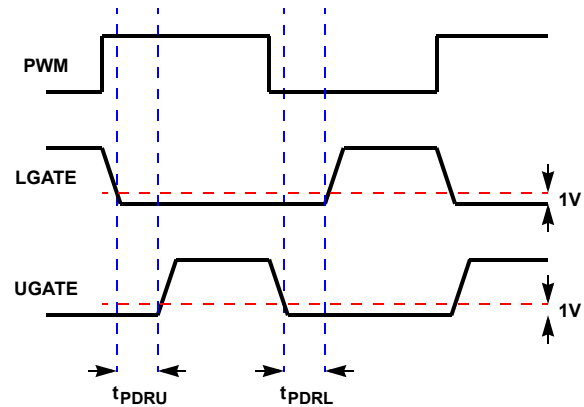 PWM
LGATE
1V
UGATE
1V
tPDRU
tPDRL